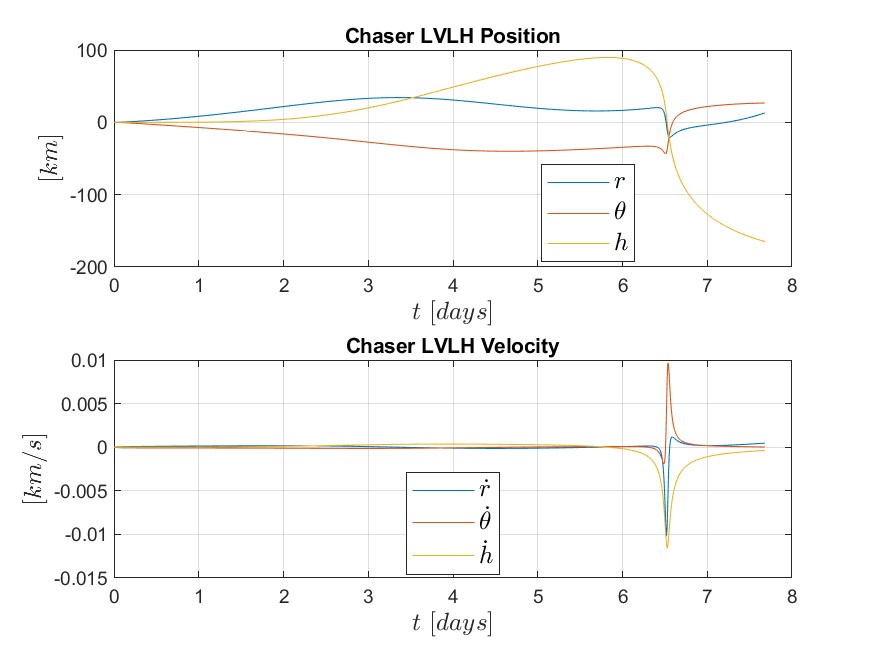 Chaser LVLH Position
100
0
-100
-200
[km]
r
θ
h
0 1 2 3 4 5 6 7 8
t [days]
Chaser LVLH Velocity
0.01
0.005
0
-0.005
-0.01
-0.015
[km/s]
ṙ
θ̇
ḣ
0 1 2 3 4 5 6 7 8
t [days]